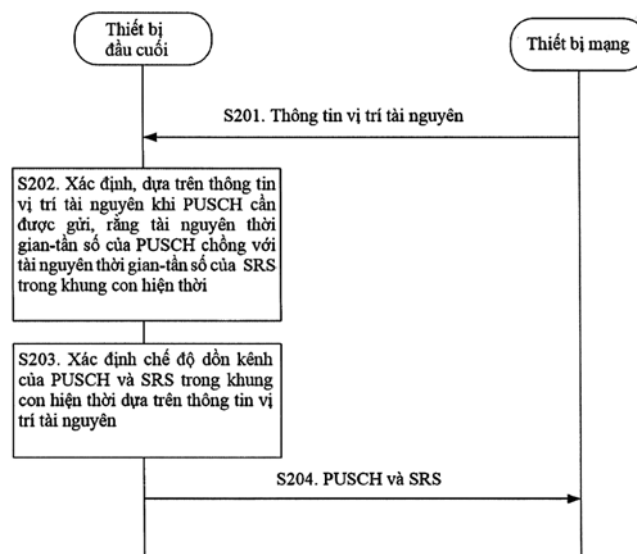 Thiết bị
đầu cuối
Thiết bị mạng
S201. Thông tin vị trí tài nguyên
S202. Xác định, dựa trên thông tin
vị trí tài nguyên khi PUSCH cần
được gửi, rằng tài nguyên thời
gian-tần số của PUSCH chồng với
tài nguyên thời gian-tần số của SRS
trong khung con hiện thời
S203. Xác định chế độ dồn kênh
của PUSCH và SRS trong khung
con hiện thời dựa trên thông tin vị
trí tài nguyên
S204. PUSCH và SRS